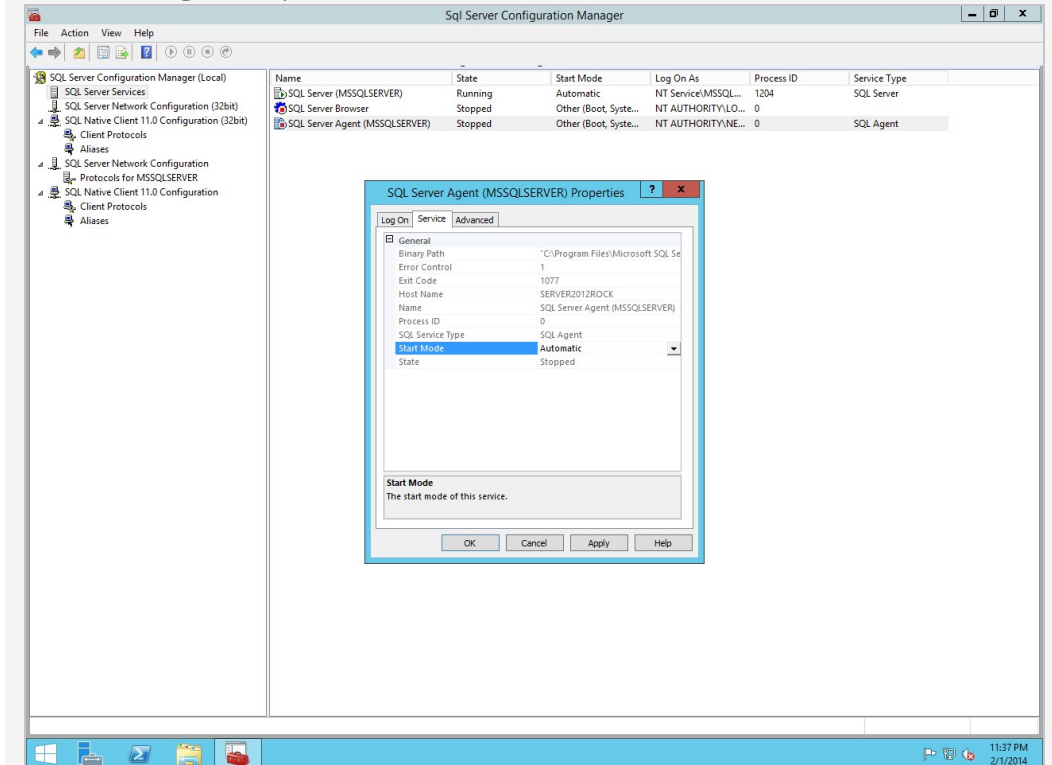 Sql Server Configuration Manager
File Action View Help
SQL Server Configuration Manager (Local)
SQL Server Services
SQL Server Network Configuration (32bit)
SQL Native Client 11.0 Configuration (32bit)
Client Protocols
Aliases
SQL Server Network Configuration
Protocols for MSSQLSERVER
SQL Native Client 11.0 Configuration
Client Protocols
Aliases
Name State Start Mode Log On As Process ID Service Type
SQL Server (MSSQLSERVER) Running Automatic NT Service\MSSQL... 1204 SQL Server
SQL Server Browser Stopped Other (Boot, Syste... NT AUTHORITY\LO... 0
SQL Server Agent (MSSQLSERVER) Stopped Other (Boot, Syste... NT AUTHORITY\NE... 0 SQL Agent
SQL Server Agent (MSSQLSERVER) Properties ? x
Log On Service Advanced
General
Binary Path "C:\Program Files\Microsoft SQL Se
Error Control 1
Exit Code 1077
Host Name SERVER2012ROCK
Name SQL Server Agent (MSSQLSERVER)
Process ID 0
SQL Service Type SQL Agent
Start Mode Automatic
State Stopped
Start Mode
The start mode of this service.
OK Cancel Apply Help
11:37 PM
2/1/2014